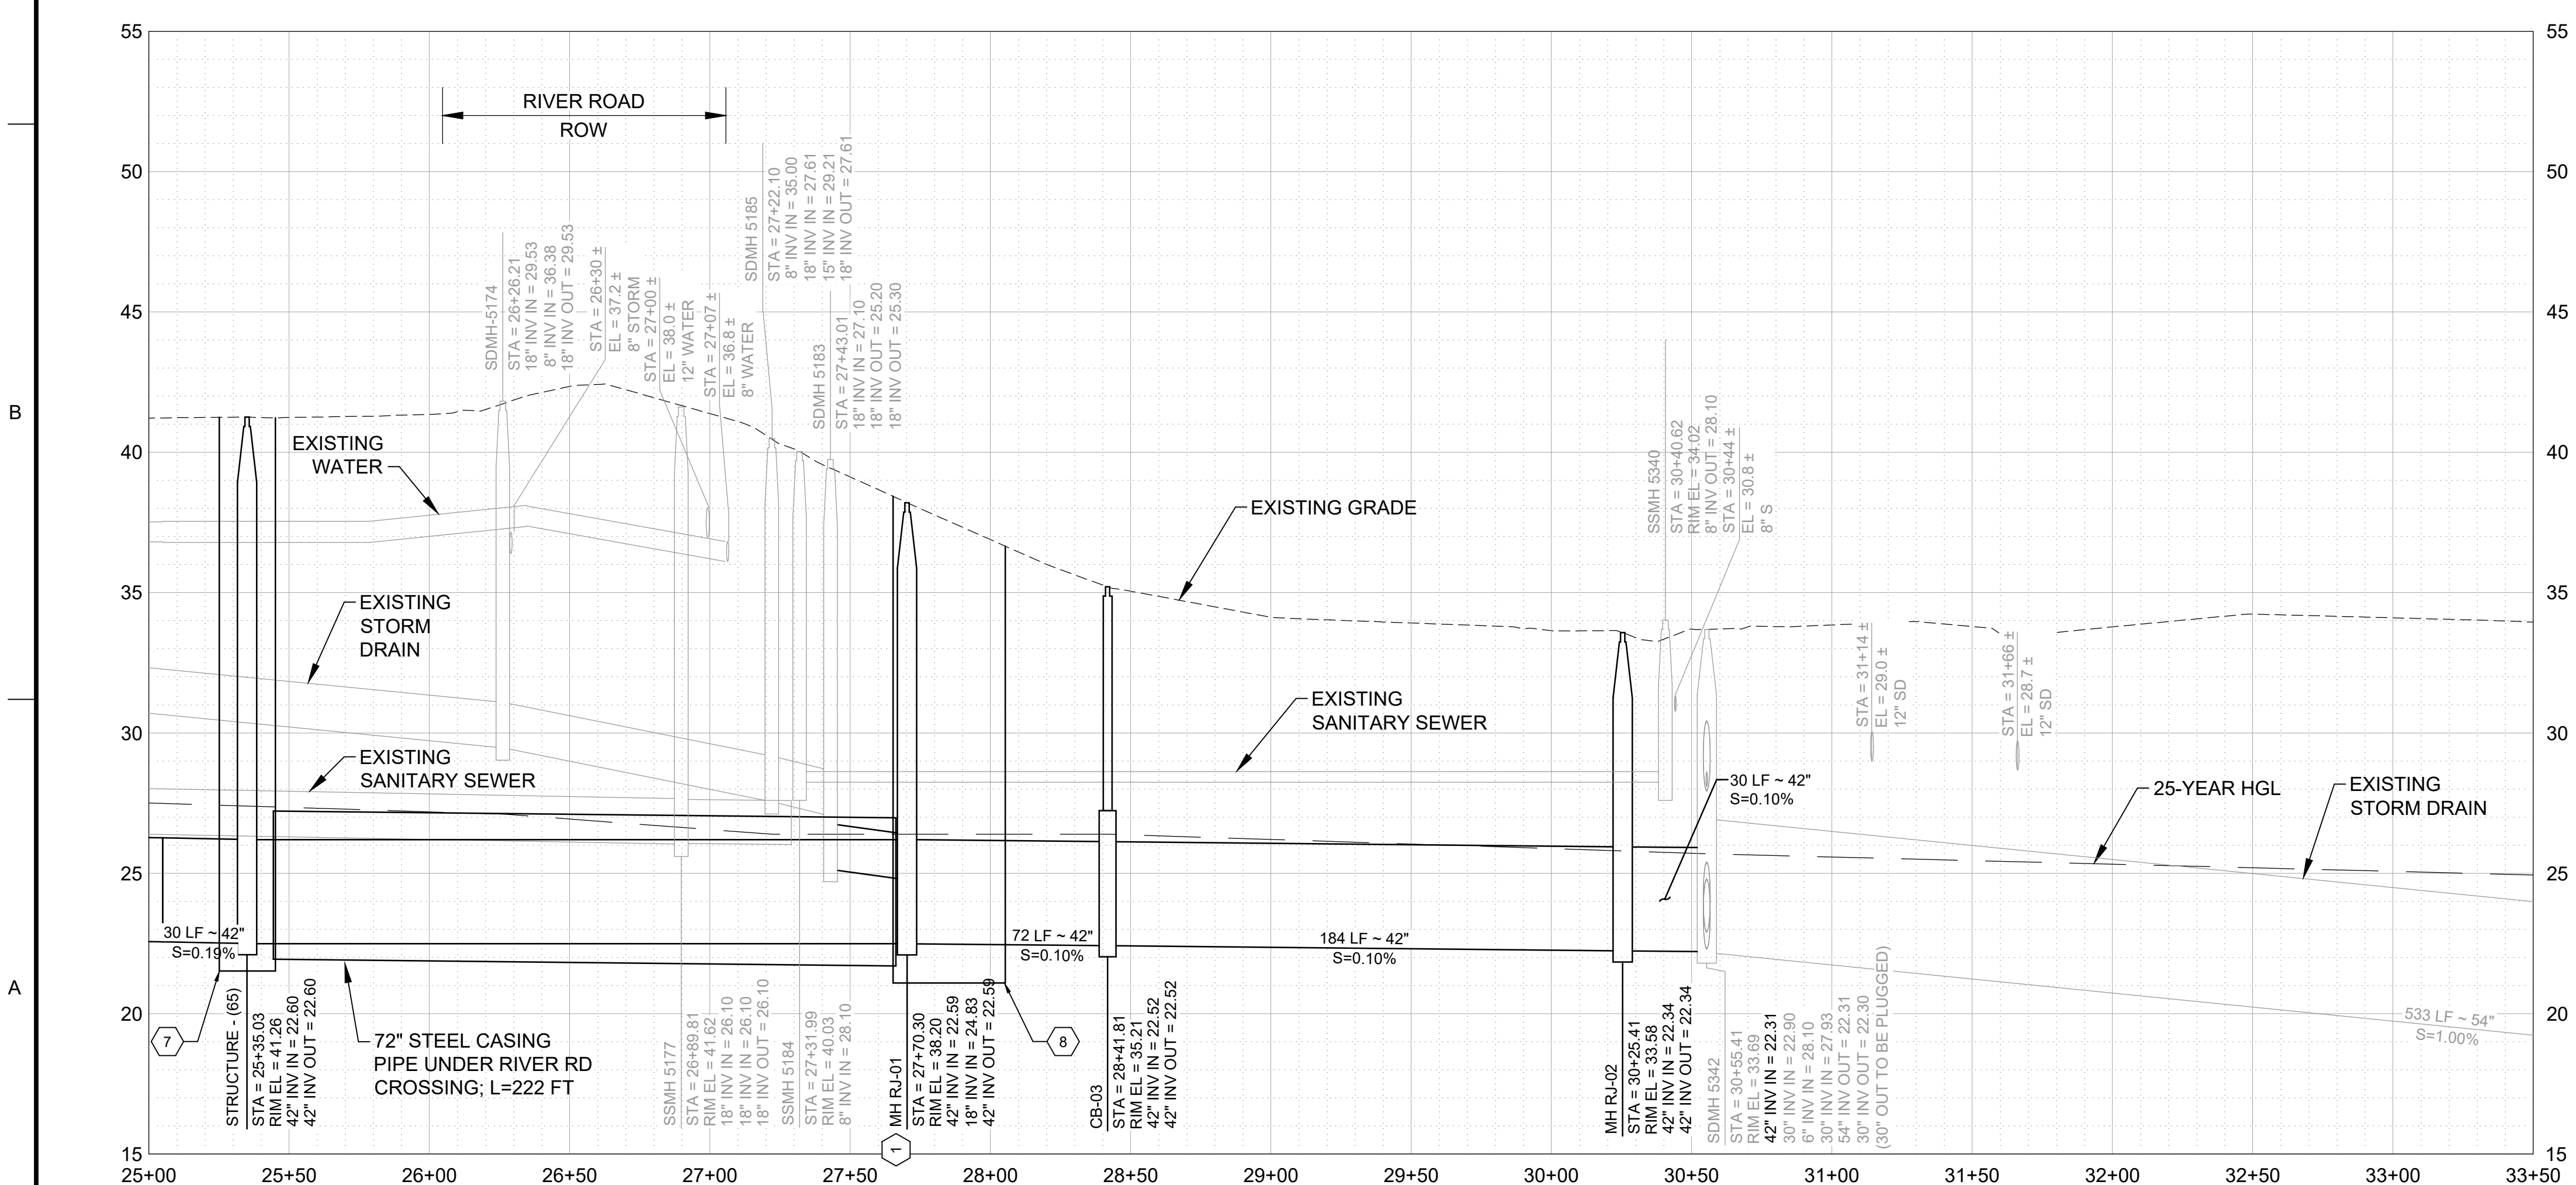 55
50
45
40
35
30
25
20
15
55
50
45
40
35
30
25
20
15
B
A
RIVER ROAD
ROW
SDMH-5174
STA = 26+26.21
18" INV IN = 29.53
8" INV IN = 36.38
18" INV OUT = 29.53
STA = 26+30 ±
EL = 37.2 ±
8" STORM
STA = 27+00 ±
EL = 38.0 ±
12" WATER
STA = 27+07 ±
EL = 36.8 ±
8" WATER
SDMH 5185
STA = 27+22.10
8" INV IN = 35.00
18" INV IN = 27.61
15" INV IN = 29.21
18" INV OUT = 27.61
SDMH 5183
STA = 27+43.01
18" INV IN = 27.10
18" INV OUT = 25.20
18" INV OUT = 25.30
EXISTING
WATER
EXISTING
STORM
DRAIN
EXISTING
SANITARY SEWER
EXISTING GRADE
EXISTING
SANITARY SEWER
SSMH 5340
STA = 30+40.62
RIM EL = 34.02
8" INV OUT = 28.10
STA = 30+44 ±
EL = 30.8 ±
8" S
STA = 31+14 ±
EL = 29.0 ±
12" SD
STA = 31+66 ±
EL = 28.7 ±
12" SD
30 LF ~ 42"
S=0.10%
25-YEAR HGL
EXISTING
STORM DRAIN
30 LF ~ 42"
S=0.19%
72 LF ~ 42"
S=0.10%
184 LF ~ 42"
S=0.10%
533 LF ~ 54"
S=1.00%
7
STRUCTURE - (65)
STA = 25+35.03
RIM EL = 41.26
42" INV IN = 22.60
42" INV OUT = 22.60
72" STEEL CASING
PIPE UNDER RIVER RD
CROSSING; L=222 FT
SSMH 5177
STA = 26+89.81
RIM EL = 41.62
18" INV IN = 26.10
18" INV IN = 26.10
18" INV OUT = 26.10
SSMH 5184
STA = 27+31.99
RIM EL = 40.03
8" INV IN = 28.10
1
MH RJ-01
STA = 27+70.30
RIM EL = 38.20
42" INV IN = 22.59
18" INV IN = 24.83
42" INV OUT = 22.59
8
CB-03
STA = 28+41.81
RIM EL = 35.21
42" INV IN = 22.52
42" INV OUT = 22.52
MH RJ-02
STA = 30+25.41
RIM EL = 33.58
42" INV IN = 22.34
42" INV OUT = 22.34
SDMH 5342
STA = 30+55.41
RIM EL = 33.69
42" INV IN = 22.31
30" INV IN = 22.90
6" INV IN = 28.10
30" INV IN = 27.93
54" INV OUT = 22.31
30" INV OUT = 22.30
(30" OUT TO BE PLUGGED)
25+00
25+50
26+00
26+50
27+00
27+50
28+00
28+50
29+00
29+50
30+00
30+50
31+00
31+50
32+00
32+50
33+00
33+50